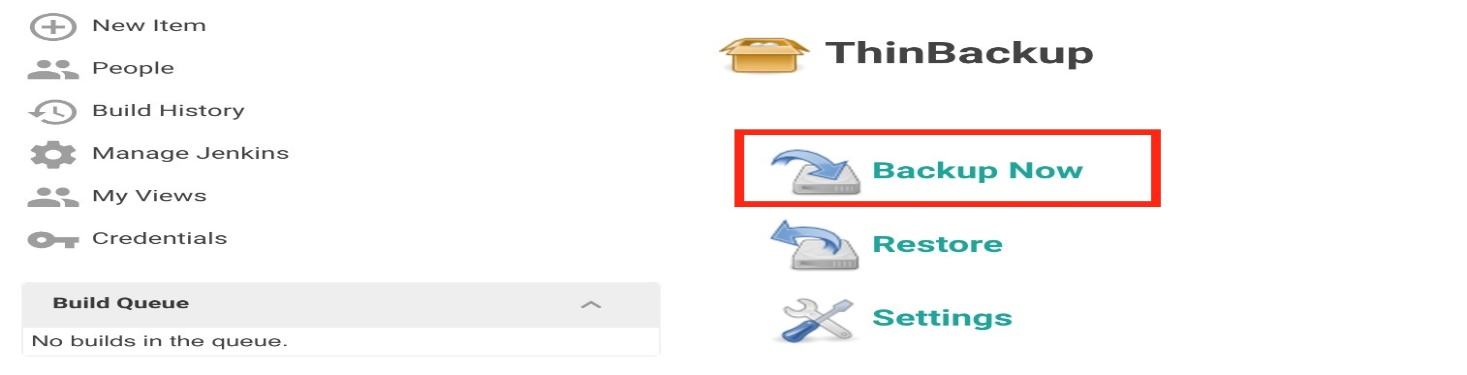 New Item
People
Build History
Manage Jenkins
My Views
Credentials
Build Queue
No builds in the queue.
ThinBackup
Backup Now
Restore
Settings